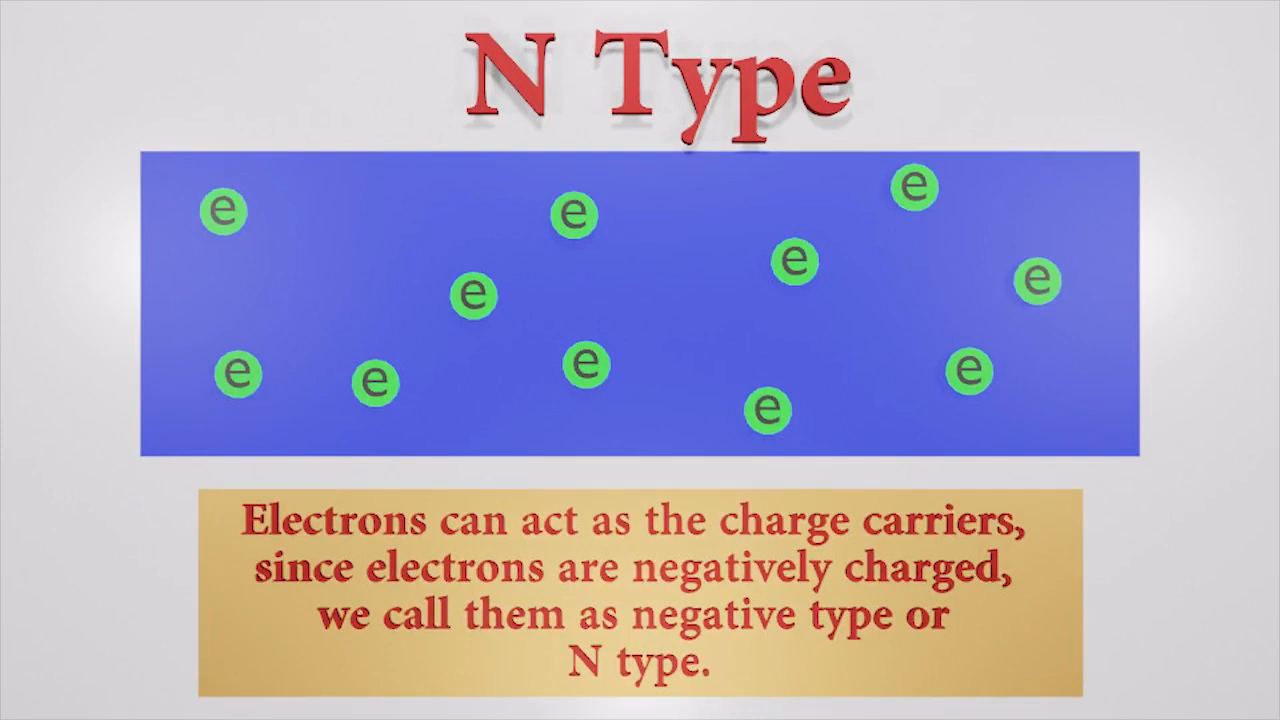 N Type
e e e
e e e
e e e e
e
Electrons can act as the charge carriers,
since electrons are negatively charged,
we call them as negative type or
N type.